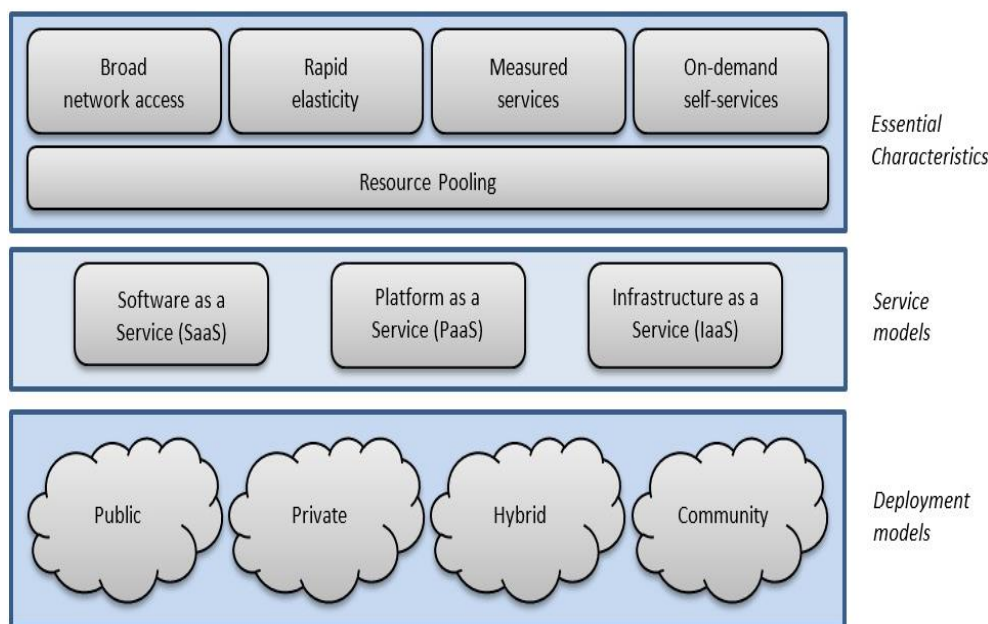 Broad
network access
Rapid
elasticity
Measured
services
On-demand
self-services
Resource Pooling
Essential
Characteristics
Software as a
Service (SaaS)
Platform as a
Service (PaaS)
Infrastructure as a
Service (IaaS)
Service
models
Public
Private
Hybrid
Community
Deployment
models